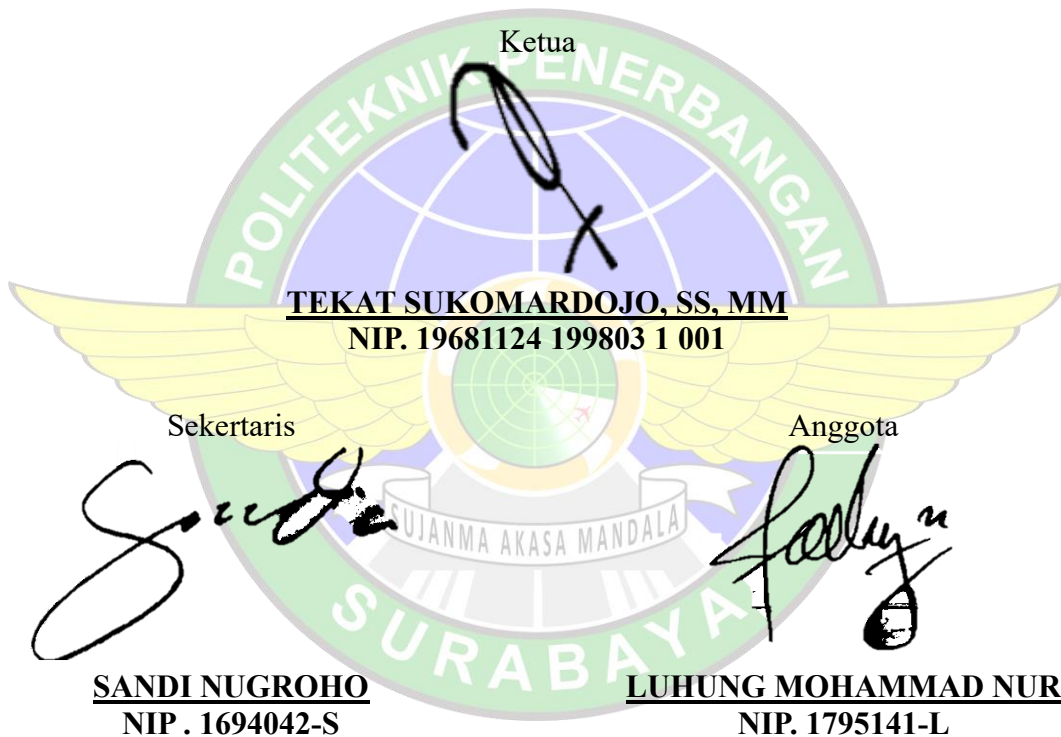 Ketua
POLITEKNIK PENERBANGAN
TEKAT SUKOMARDOJO, SS, MM
NIP. 19681124 199803 1 001
Sekertaris
Anggota
SUJANMA AKASA MANDALA
SURABAYA
SANDI NUGROHO
NIP . 1694042-S
LUHUNG MOHAMMAD NUR
NIP. 1795141-L